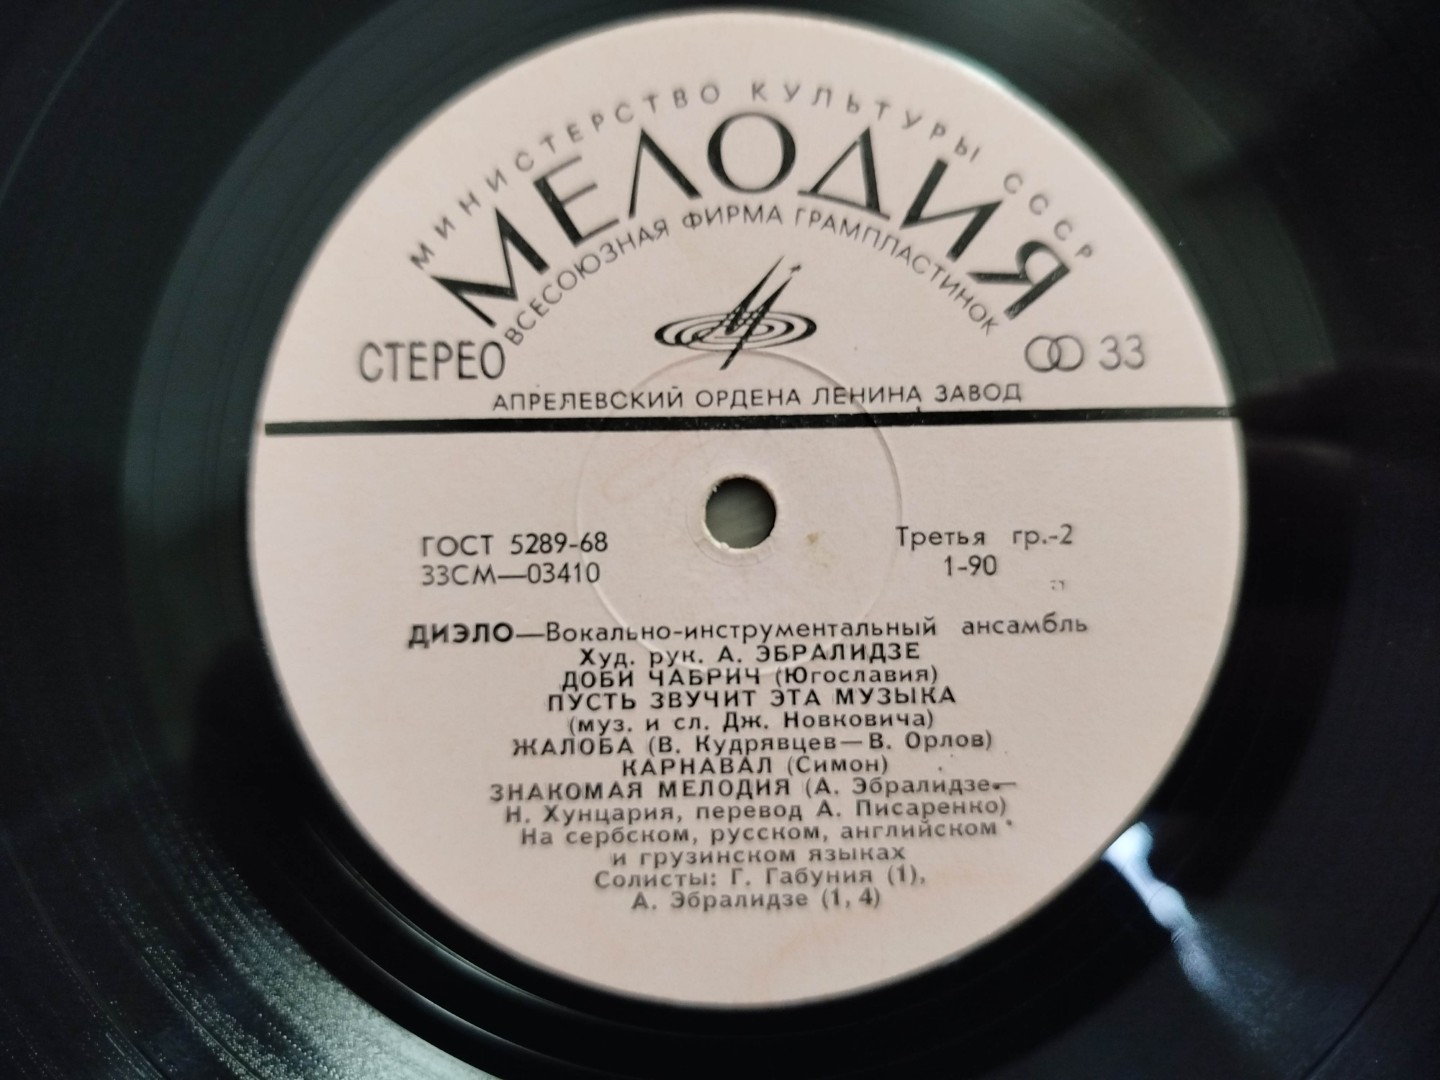 МИНИСТЕРСТВО КУЛЬТУРЫ СССР
МЕЛОДИЯ
ВСЕСОЮЗНАЯ ФИРМА ГРАМПЛАСТИНОК
СТЕРЕО
33
АПРЕЛЕВСКИЙ ОРДЕНА ЛЕНИНА ЗАВОД
ГОСТ 5289-68
Третья гр.-2
33СМ—03410
1-90
ДИЭЛО—Вокально-инструментальный ансамбль
Худ. рук. А. ЭБРАЛИДЗЕ
ДОБИ ЧАБРИЧ (Югославия)
ПУСТЬ ЗВУЧИТ ЭТА МУЗЫКА
(муз. и сл. Дж. Новковича)
ЖАЛОБА (В. Кудрявцев—В. Орлов)
КАРНАВАЛ (Симон)
ЗНАКОМАЯ МЕЛОДИЯ (А. Эбралидзе—
Н. Хунцария, перевод А. Писаренко)
На сербском, русском, английском
и грузинском языках
Солисты: Г. Габуния (1),
А. Эбралидзе (1, 4)